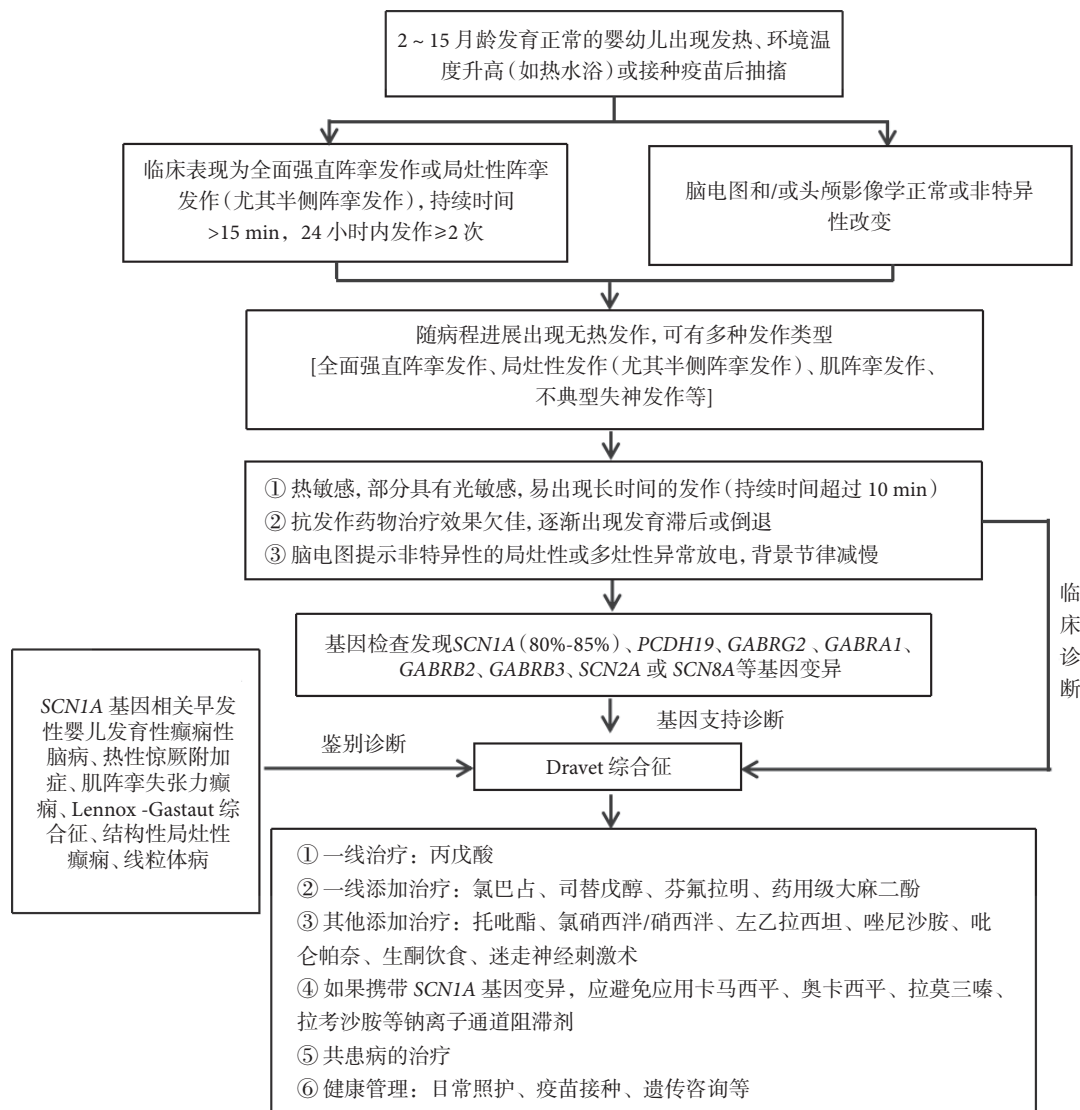 2 ~ 15 月龄发育正常的婴幼儿出现发热、环境温
度升高(如热水浴)或接种疫苗后抽搐
临床表现为全面强直阵挛发作或局灶性阵挛
发作(尤其半侧阵挛发作),持续时间
>15 min，24 小时内发作≥2 次
脑电图和/或头颅影像学正常或非特异
性改变
随病程进展出现无热发作,可有多种发作类型
[全面强直阵挛发作、局灶性发作(尤其半侧阵挛发作)、肌阵挛发作、
不典型失神发作等]
① 热敏感,部分具有光敏感,易出现长时间的发作(持续时间超过 10 min)
② 抗发作药物治疗效果欠佳,逐渐出现发育滞后或倒退
③ 脑电图提示非特异性的局灶性或多灶性异常放电,背景节律减慢
临床诊断
基因检查发现SCN1A(80%-85%)、PCDH19、GABRG2 、GABRA1、
GABRB2、GABRB3、SCN2A 或 SCN8A等基因变异
基因支持诊断
SCN1A 基因相关早发
性婴儿发育性癫痫性
脑病、热性惊厥附加
症、肌阵挛失张力癫
痫、Lennox -Gastaut 综
合征、结构性局灶性
癫痫、线粒体病
鉴别诊断
Dravet 综合征
① 一线治疗：丙戊酸
② 一线添加治疗：氯巴占、司替戊醇、芬氟拉明、药用级大麻二酚
③ 其他添加治疗：托吡酯、氯硝西泮/硝西泮、左乙拉西坦、唑尼沙胺、吡
仑帕奈、生酮饮食、迷走神经刺激术
④ 如果携带 SCN1A 基因变异，应避免应用卡马西平、奥卡西平、拉莫三嗪、
拉考沙胺等钠离子通道阻滞剂
⑤ 共患病的治疗
⑥ 健康管理：日常照护、疫苗接种、遗传咨询等